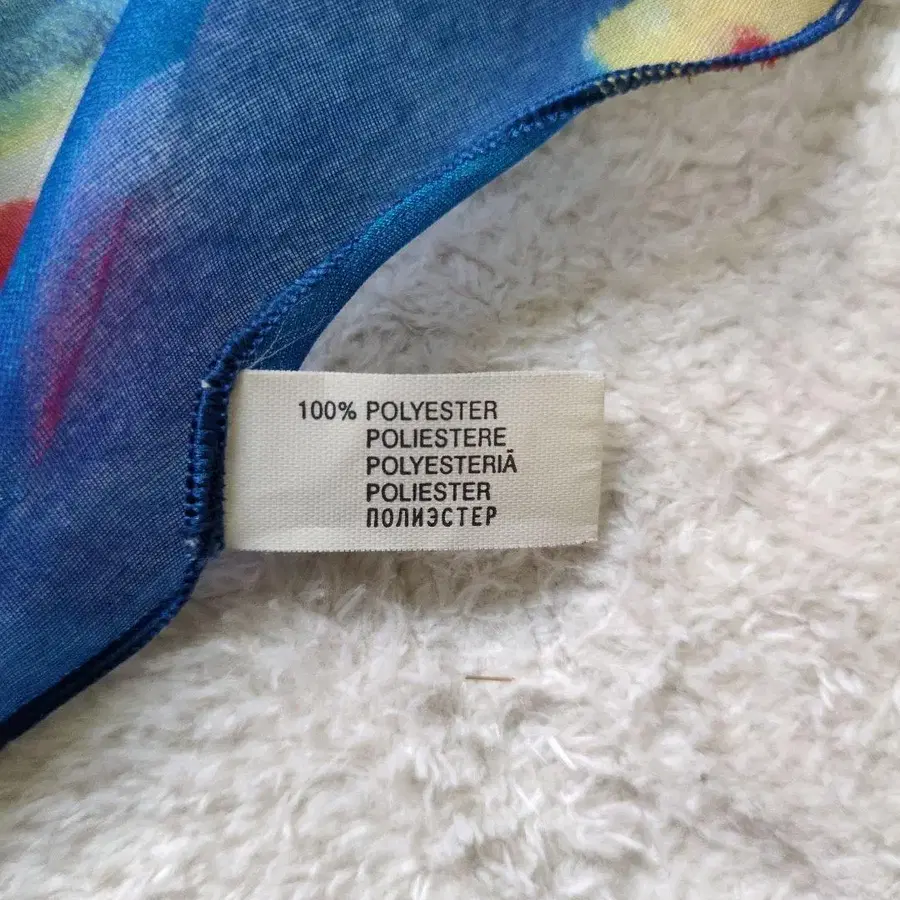 100% POLYESTER
POLIESTERE
POLYESTERIÄ
POLIESTER
ПОЛИЭСТЕР